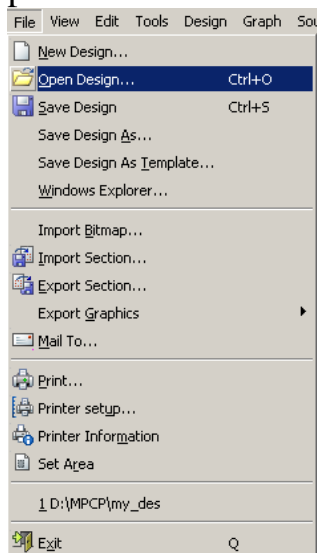 File View Edit Tools Design Graph
New Design...
Open Design... Ctrl+O
Save Design Ctrl+S
Save Design As...
Save Design As Template...
Windows Explorer...
Import Bitmap...
Import Section...
Export Section...
Export Graphics
Mail To...
Print...
Printer setup...
Printer Information
Set Area
1 D:\MPCP\my_des
Exit Q